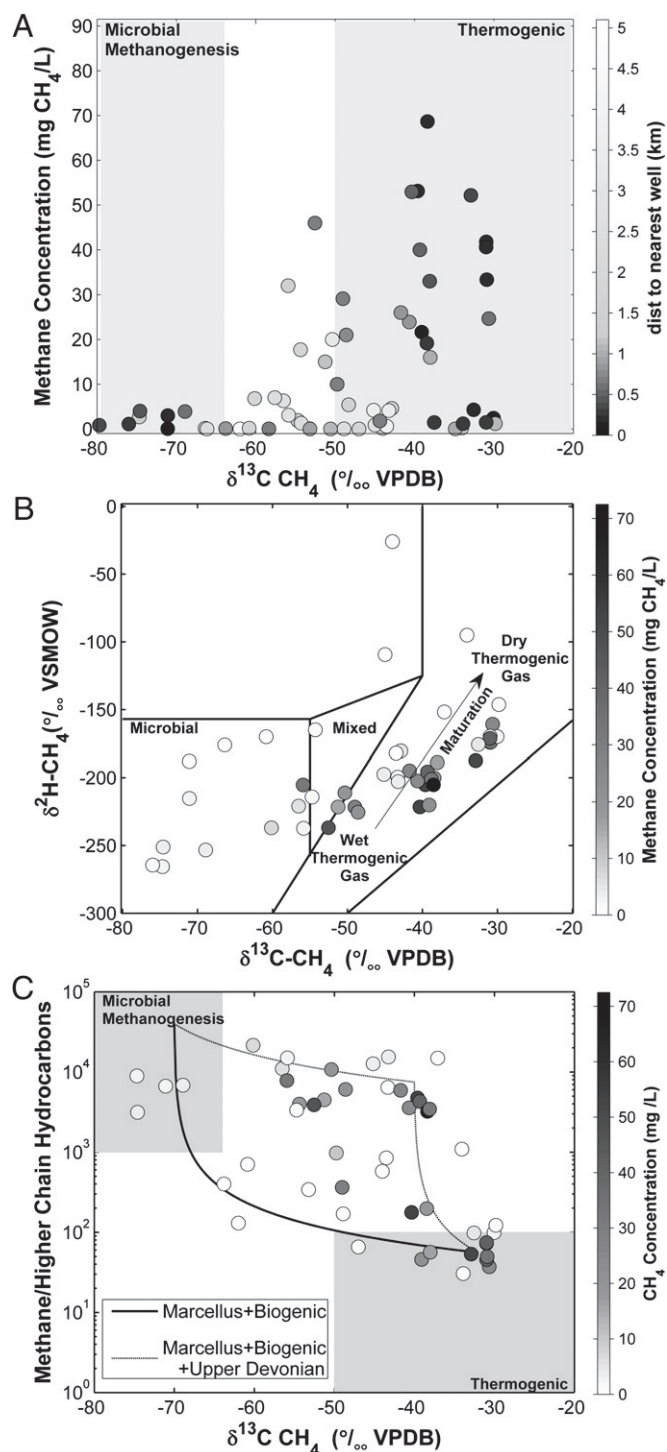 A
Microbial
Methanogenesis
Thermogenic
Methane Concentration (mg CH4/L)
90
80
70
60
50
40
30
20
10
0
-80 -70 -60 -50 -40 -30 -20
δ13C CH4 (o/oo VPDB)
5
4.5
4
3.5
3
2.5
2
1.5
1
0.5
0
dist to nearest well (km)
B
δ2H-CH4(o/oo VSMOW)
0
-50
-100
-150
-200
-250
-300
Microbial
Mixed
Dry
Thermogenic
Gas
Maturation
Wet
Thermogenic
Gas
-80 -70 -60 -50 -40 -30 -20
δ13C-CH4 (o/oo VPDB)
70
60
50
40
30
20
10
0
Methane Concentration (mg CH4/L)
C
Methane/Higher Chain Hydrocarbons
10^5
10^4
10^3
10^2
10^1
10^0
Microbial
Methanogenesis
Marcellus+Biogenic
Marcellus+Biogenic
+Upper Devonian
Thermogenic
-80 -70 -60 -50 -40 -30 -20
δ13C CH4 (o/oo VPDB)
70
60
50
40
30
20
10
0
CH4 Concentration (mg /L)